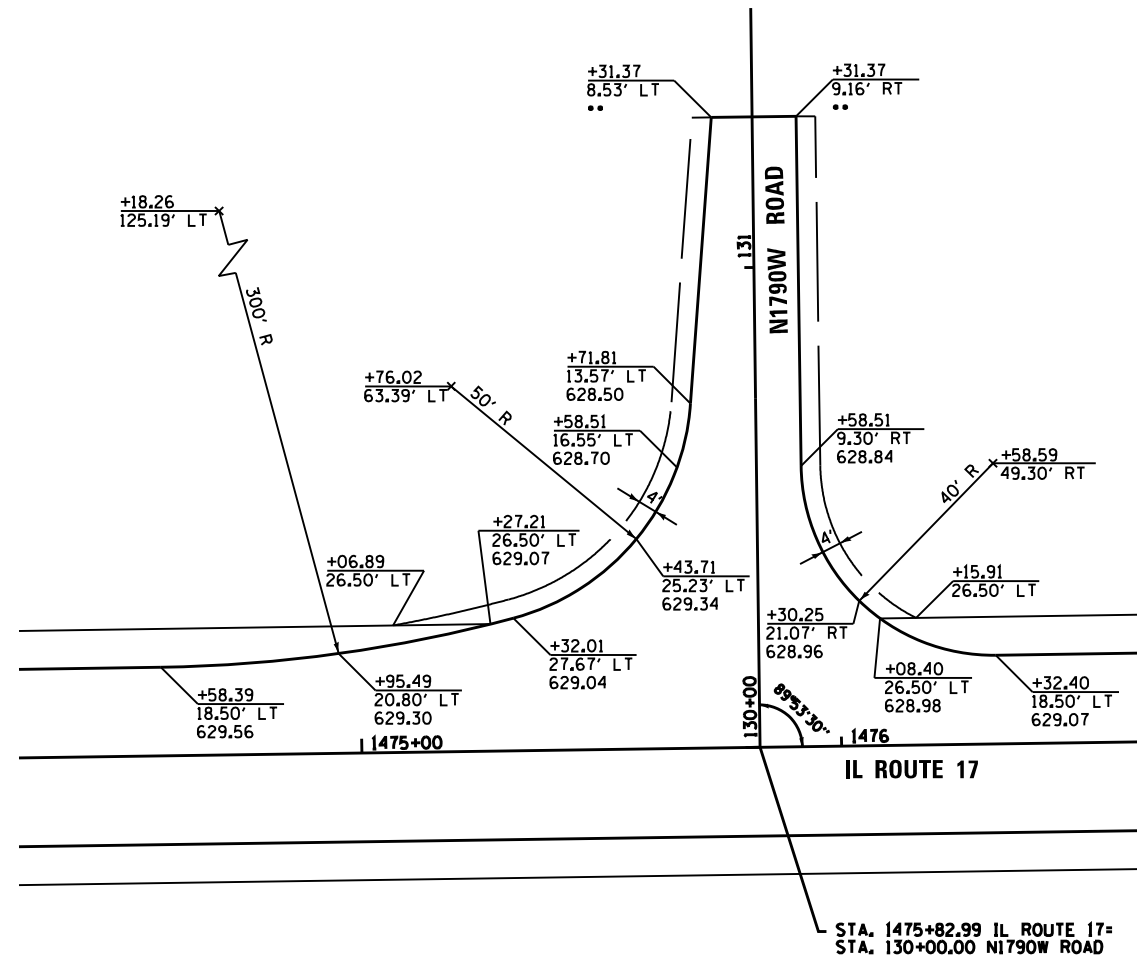 +31.37
8.53' LT
••
+31.37
9.16' RT
••
+18.26
125.19' LT
N1790W ROAD
131
300' R
+71.81
13.57' LT
628.50
+76.02
63.39' LT
50' R
+58.51
16.55' LT
628.70
+58.51
9.30' RT
628.84
+58.59
49.30' RT
40' R
4'
4'
+27.21
26.50' LT
629.07
+06.89
26.50' LT
+43.71
25.23' LT
629.34
+15.91
26.50' LT
+30.25
21.07' RT
628.96
+32.01
27.67' LT
629.04
+95.49
20.80' LT
629.30
+58.39
18.50' LT
629.56
+08.40
26.50' LT
628.98
+32.40
18.50' LT
629.07
130+00
89°53'30"
1475+00
1476
IL ROUTE 17
STA. 1475+82.99 IL ROUTE 17=
STA. 130+00.00 N1790W ROAD